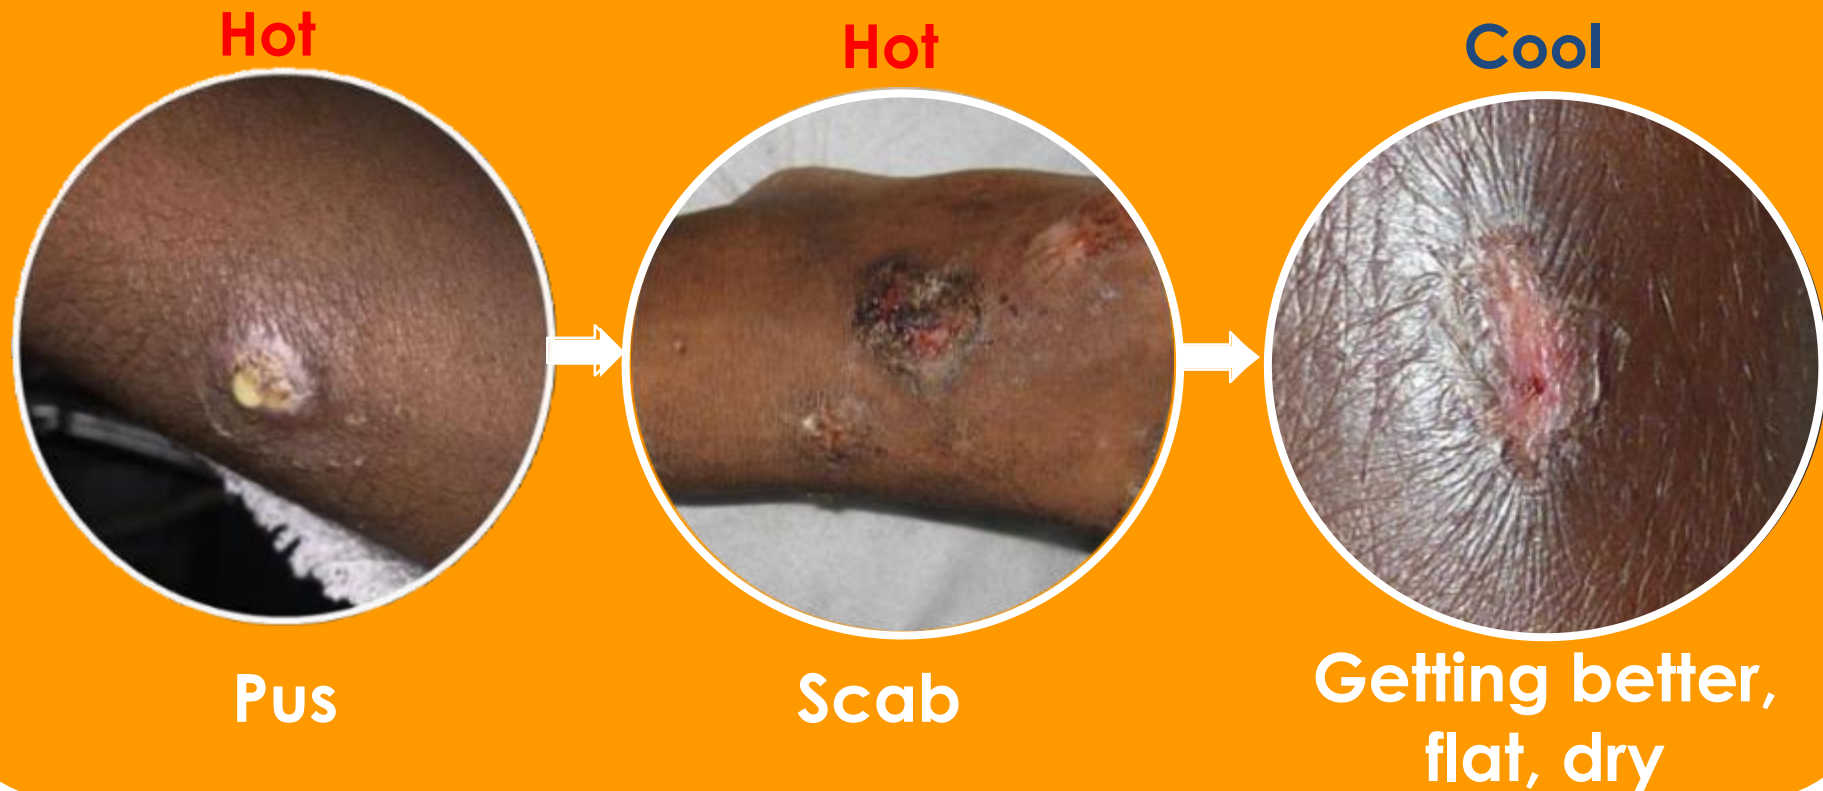 Hot
Hot
Cool
Pus
Scab
Getting better,
flat, dry